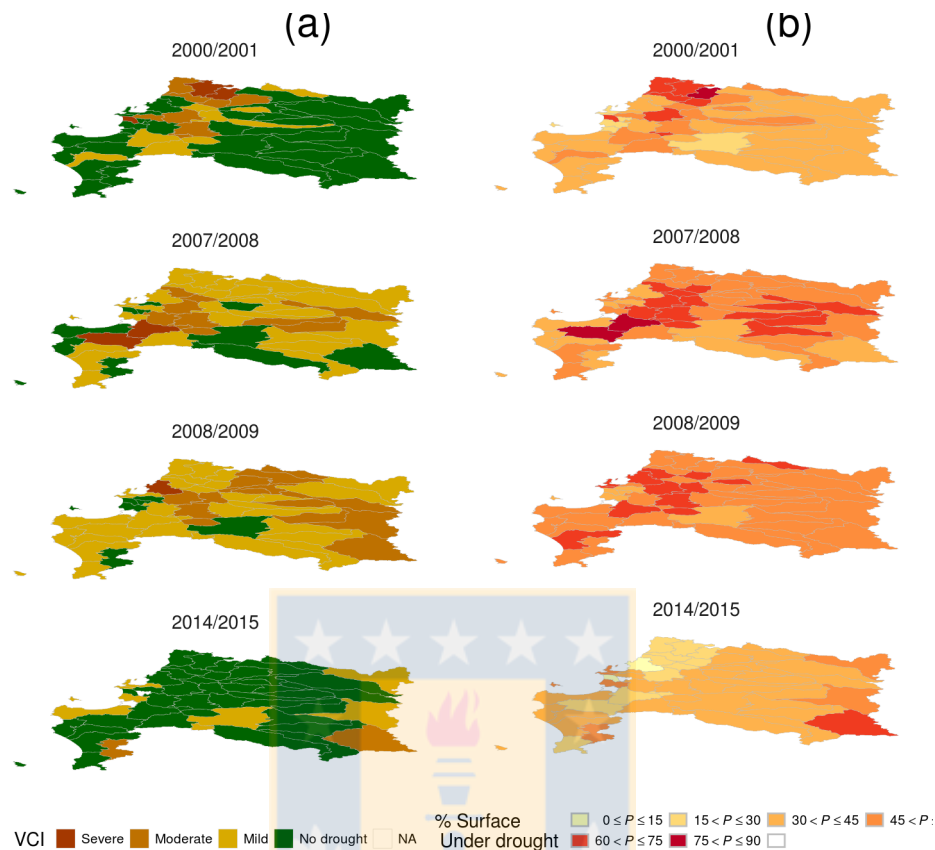 (a) (b)
2000/2001 2000/2001
2007/2008 2007/2008
2008/2009 2008/2009
2014/2015 2014/2015
VCI Severe Moderate Mild No drought NA
% Surface Under drought
0 ≤ P ≤ 15 15 < P ≤ 30 30 < P ≤ 45 45 < P ≤
60 < P ≤ 75 75 < P ≤ 90